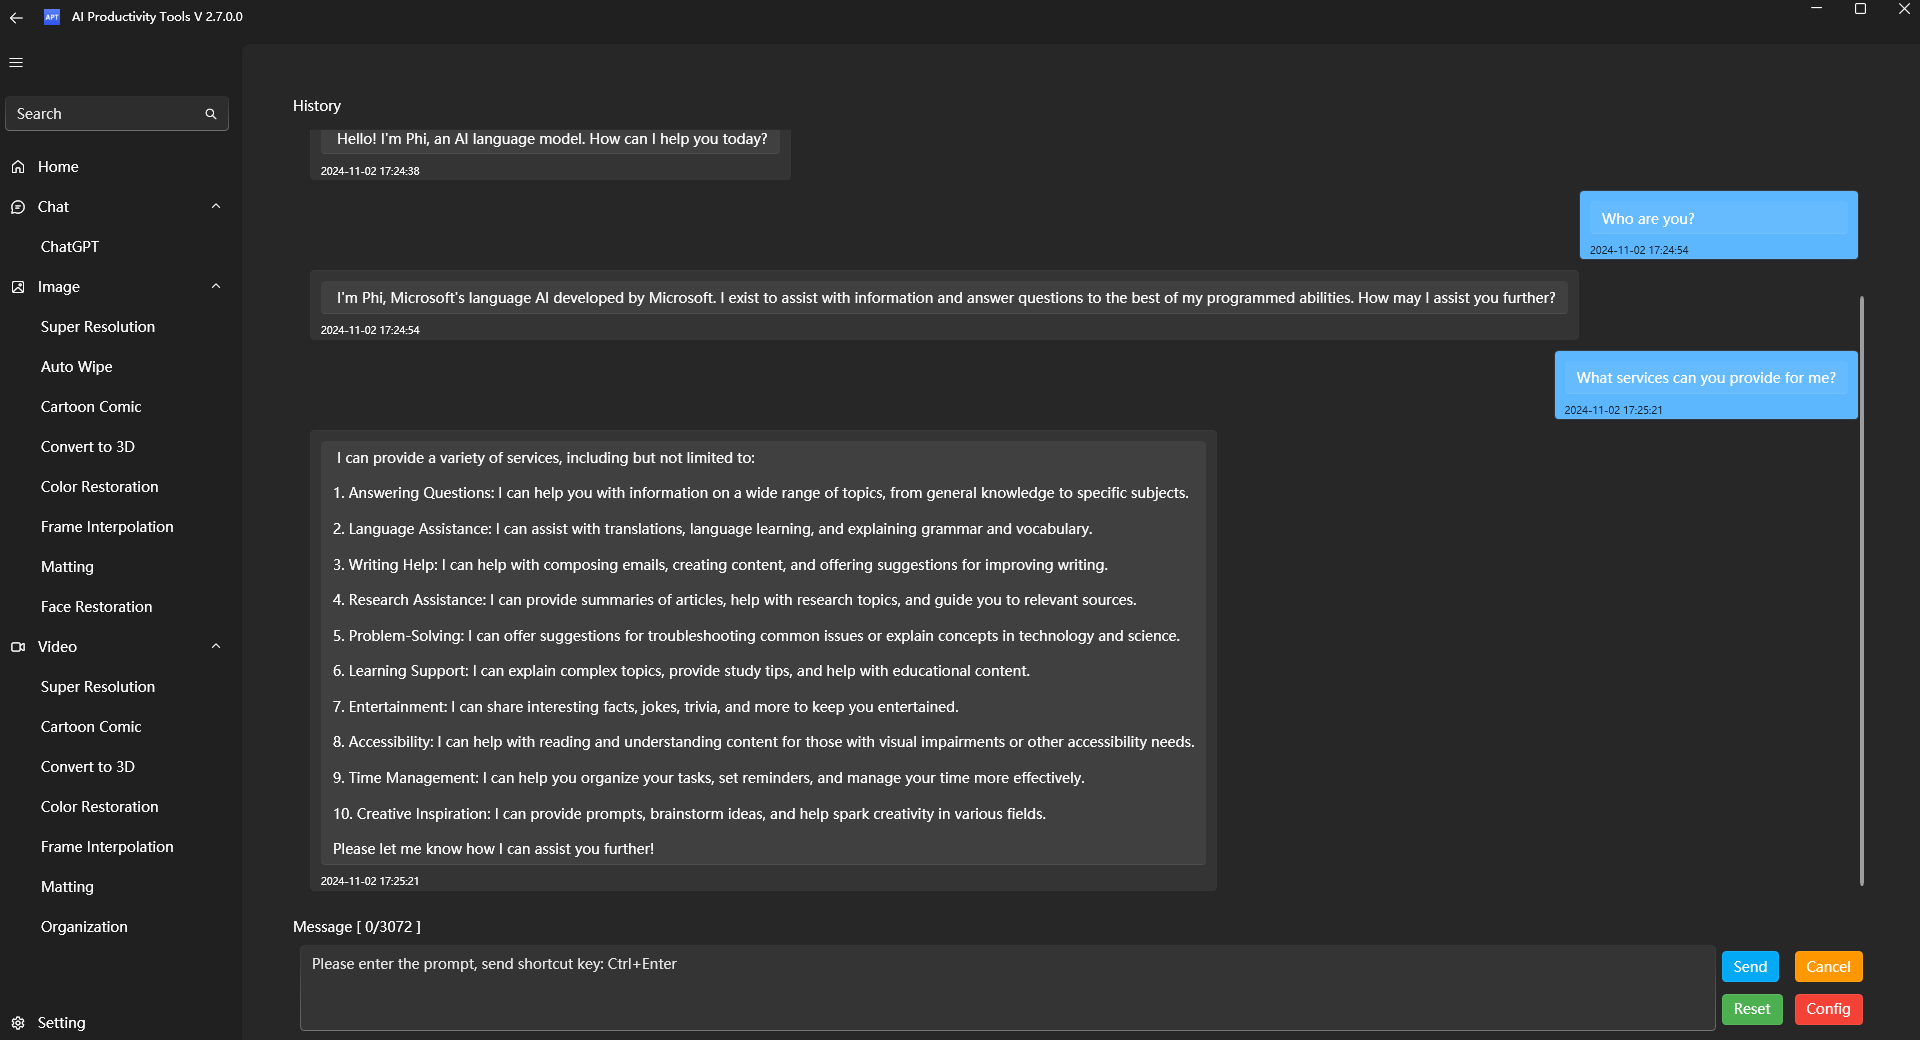 APT AI Productivity Tools V 2.7.0.0
Search
Home
Chat
ChatGPT
Image
Super Resolution
Auto Wipe
Cartoon Comic
Convert to 3D
Color Restoration
Frame Interpolation
Matting
Face Restoration
Video
Super Resolution
Cartoon Comic
Convert to 3D
Color Restoration
Frame Interpolation
Matting
Organization
Setting
History
Hello! I'm Phi, an AI language model. How can I help you today?
2024-11-02 17:24:38
Who are you?
2024-11-02 17:24:54
I'm Phi, Microsoft's language AI developed by Microsoft. I exist to assist with information and answer questions to the best of my programmed abilities. How may I assist you further?
2024-11-02 17:24:54
What services can you provide for me?
2024-11-02 17:25:21
I can provide a variety of services, including but not limited to:
1. Answering Questions: I can help you with information on a wide range of topics, from general knowledge to specific subjects.
2. Language Assistance: I can assist with translations, language learning, and explaining grammar and vocabulary.
3. Writing Help: I can help with composing emails, creating content, and offering suggestions for improving writing.
4. Research Assistance: I can provide summaries of articles, help with research topics, and guide you to relevant sources.
5. Problem-Solving: I can offer suggestions for troubleshooting common issues or explain concepts in technology and science.
6. Learning Support: I can explain complex topics, provide study tips, and help with educational content.
7. Entertainment: I can share interesting facts, jokes, trivia, and more to keep you entertained.
8. Accessibility: I can help with reading and understanding content for those with visual impairments or other accessibility needs.
9. Time Management: I can help you organize your tasks, set reminders, and manage your time more effectively.
10. Creative Inspiration: I can provide prompts, brainstorm ideas, and help spark creativity in various fields.
Please let me know how I can assist you further!
2024-11-02 17:25:21
Message [ 0/3072 ]
Please enter the prompt, send shortcut key: Ctrl+Enter
Send Cancel
Reset Config